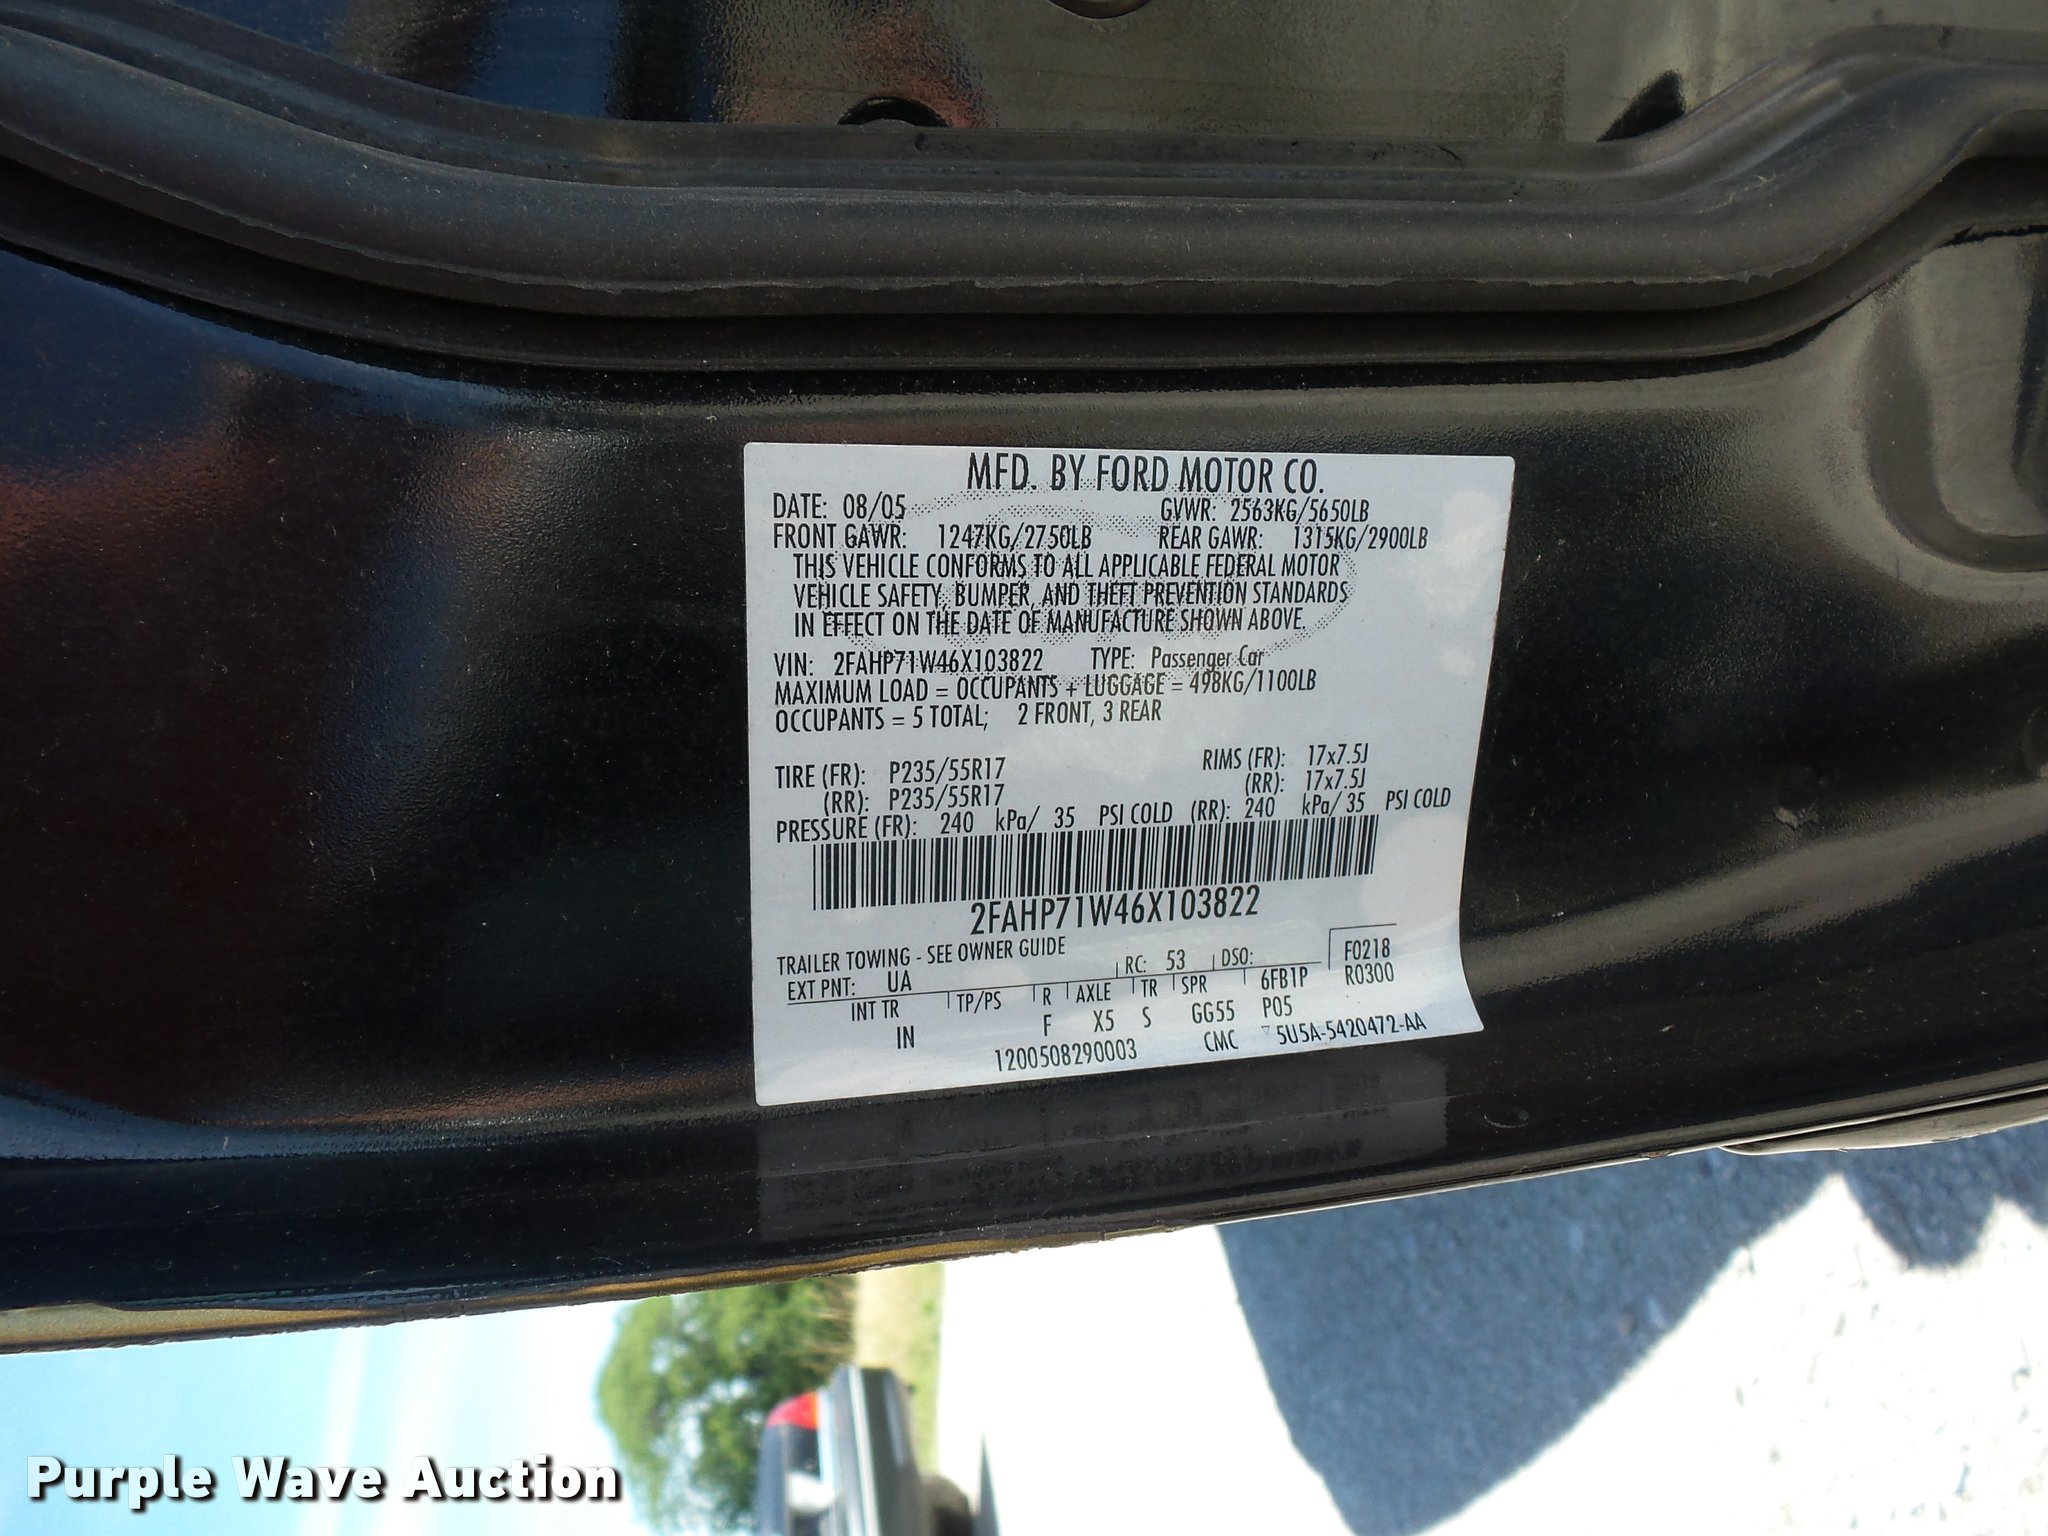 MFD. BY FORD MOTOR CO.
DATE: 08/05 GVWR: 2563KG/5650LB
FRONT GAWR: 1247KG/2750LB REAR GAWR: 1315KG/2900LB
THIS VEHICLE CONFORMS TO ALL APPLICABLE FEDERAL MOTOR
VEHICLE SAFETY, BUMPER, AND THEFT PREVENTION STANDARDS
IN EFFECT ON THE DATE OF MANUFACTURE SHOWN ABOVE.
VIN: 2FAHP71W46X103822 TYPE: Passenger Car
MAXIMUM LOAD = OCCUPANTS + LUGGAGE = 498KG/1100LB
OCCUPANTS = 5 TOTAL; 2 FRONT, 3 REAR
TIRE (FR): P235/55R17 RIMS (FR): 17x7.5J
(RR): P235/55R17 (RR): 17x7.5J
PRESSURE (FR): 240 kPa/ 35 PSI COLD (RR): 240 kPa/ 35 PSI COLD
2FAHP71W46X103822
TRAILER TOWING - SEE OWNER GUIDE
EXT PNT: UA RC: 53 DSO: F0218
INT TR TP/PS R AXLE TR SPR 6FB1P R0300
IN F X5 S GG55 P05
1200508290003 CMC 5U5A-5420472-AA
Purple Wave Auction